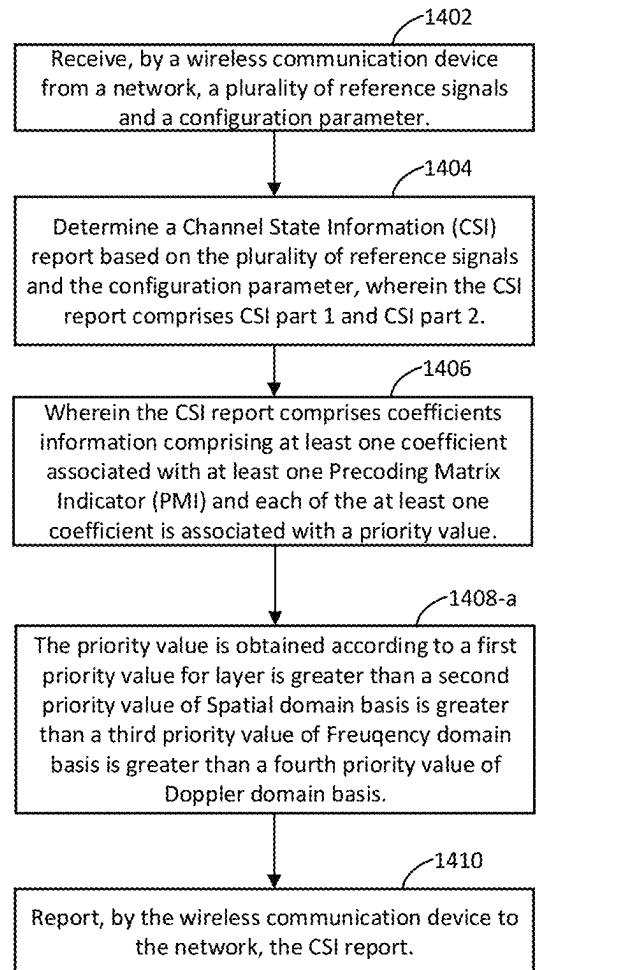 1402
Receive, by a wireless communication device
from a network, a plurality of reference signals
and a configuration parameter.
1404
Determine a Channel State Information (CSI)
report based on the plurality of reference signals
and the configuration parameter, wherein the CSI
report comprises CSI part 1 and CSI part 2.
1406
Wherein the CSI report comprises coefficients
information comprising at least one coefficient
associated with at least one Precoding Matrix
Indicator (PMI) and each of the at least one
coefficient is associated with a priority value.
1408-a
The priority value is obtained according to a first
priority value for layer is greater than a second
priority value of Spatial domain basis is greater
than a third priority value of Freuqency domain
basis is greater than a fourth priority value of
Doppler domain basis.
1410
Report, by the wireless communication device to
the network, the CSI report.